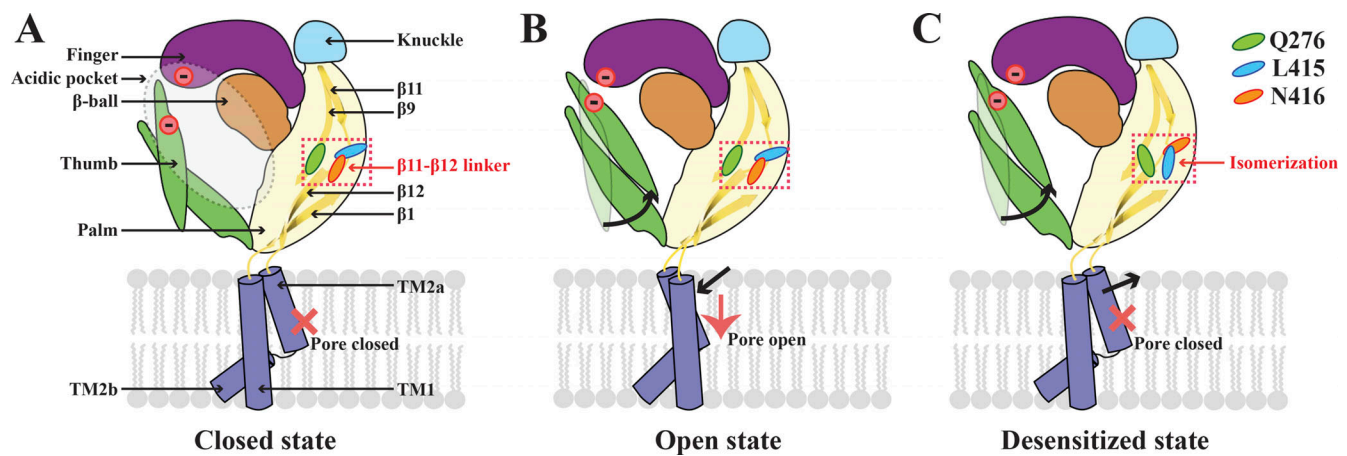 A
Finger
Acidic pocket
β-ball
Thumb
Palm
Knuckle
β11
β9
β11-β12 linker
β12
β1
-
-
TM2a
Pore closed
TM2b
TM1
Closed state
B
-
-
Pore open
Open state
C
-
-
Q276
L415
N416
Isomerization
Pore closed
Desensitized state